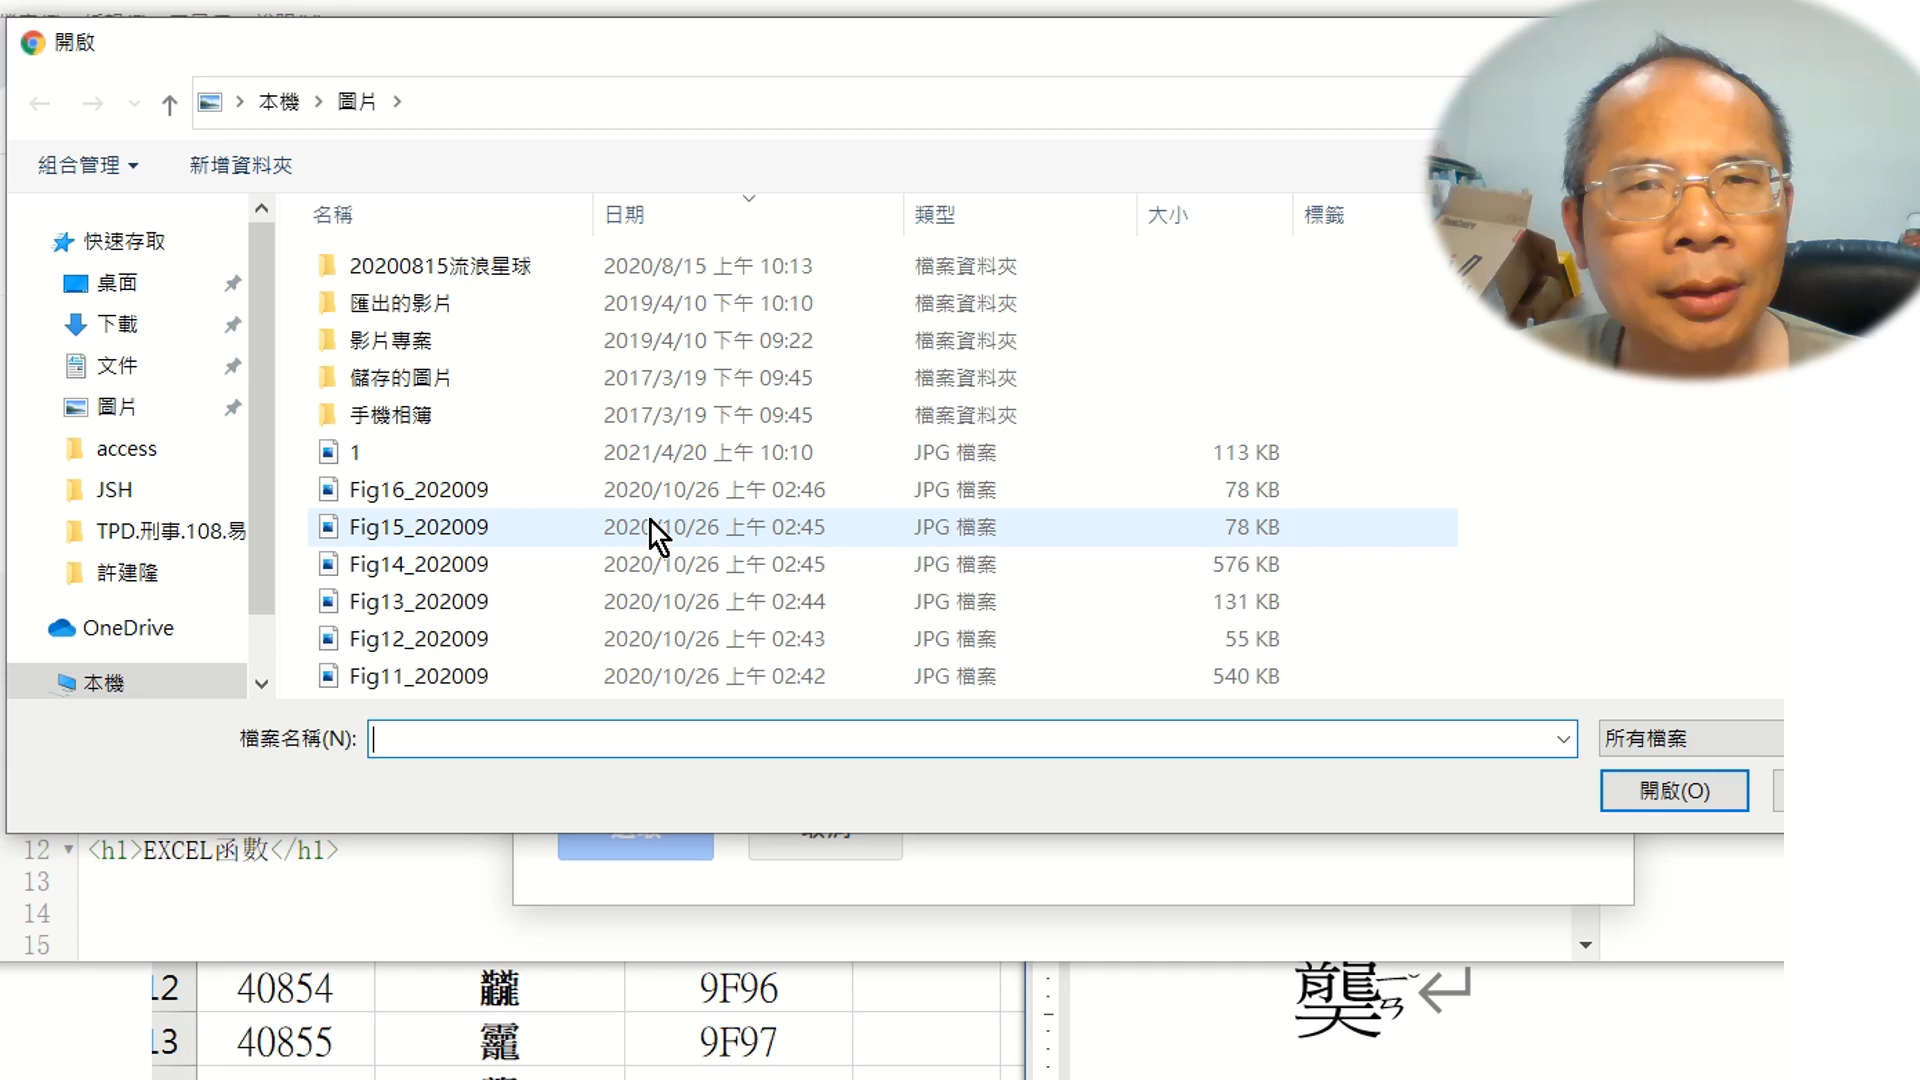 開啟
本機 圖片
組合管理 新增資料夾
名稱 日期 類型 大小 標籤
快速存取
桌面
下載
文件
圖片
access
JSH
TPD.刑事.108.易
許建隆
OneDrive
本機
20200815流浪星球 2020/8/15 上午 10:13 檔案資料夾
匯出的影片 2019/4/10 下午 10:10 檔案資料夾
影片專案 2019/4/10 下午 09:22 檔案資料夾
儲存的圖片 2017/3/19 下午 09:45 檔案資料夾
手機相簿 2017/3/19 下午 09:45 檔案資料夾
1 2021/4/20 上午 10:10 JPG 檔案 113 KB
Fig16_202009 2020/10/26 上午 02:46 JPG 檔案 78 KB
Fig15_202009 2020/10/26 上午 02:45 JPG 檔案 78 KB
Fig14_202009 2020/10/26 上午 02:45 JPG 檔案 576 KB
Fig13_202009 2020/10/26 上午 02:44 JPG 檔案 131 KB
Fig12_202009 2020/10/26 上午 02:43 JPG 檔案 55 KB
Fig11_202009 2020/10/26 上午 02:42 JPG 檔案 540 KB
檔案名稱(N): 所有檔案
開啟(O)
12 <h1>EXCEL函數</h1>
13
14
15
12 40854 龖 9F96
13 40855 龗 9F97